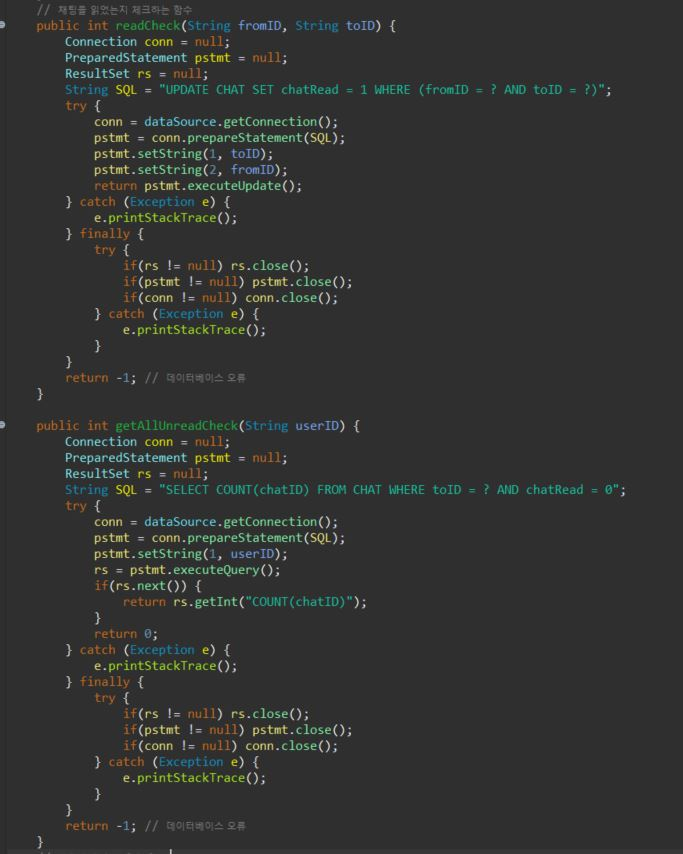 // 채팅을 읽었는지 체크하는 함수
public int readCheck(String fromID, String toID) {
Connection conn = null;
PreparedStatement pstmt = null;
ResultSet rs = null;
String SQL = "UPDATE CHAT SET chatRead = 1 WHERE (fromID = ? AND toID = ?)";
try {
conn = dataSource.getConnection();
pstmt = conn.prepareStatement(SQL);
pstmt.setString(1, toID);
pstmt.setString(2, fromID);
return pstmt.executeUpdate();
} catch (Exception e) {
e.printStackTrace();
} finally {
try {
if(rs != null) rs.close();
if(pstmt != null) pstmt.close();
if(conn != null) conn.close();
} catch (Exception e) {
e.printStackTrace();
}
}
return -1; // 데이터베이스 오류
}
public int getAllUnreadCheck(String userID) {
Connection conn = null;
PreparedStatement pstmt = null;
ResultSet rs = null;
String SQL = "SELECT COUNT(chatID) FROM CHAT WHERE toID = ? AND chatRead = 0";
try {
conn = dataSource.getConnection();
pstmt = conn.prepareStatement(SQL);
pstmt.setString(1, userID);
rs = pstmt.executeQuery();
if(rs.next()) {
return rs.getInt("COUNT(chatID)");
}
return 0;
} catch (Exception e) {
e.printStackTrace();
} finally {
try {
if(rs != null) rs.close();
if(pstmt != null) pstmt.close();
if(conn != null) conn.close();
} catch (Exception e) {
e.printStackTrace();
}
}
return -1; // 데이터베이스 오류
}